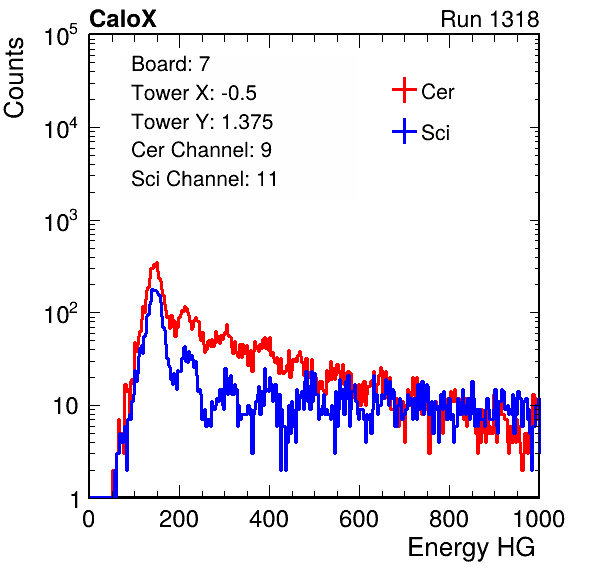 CaloX Run 1318
Counts
10^5
Board: 7
Tower X: -0.5
Tower Y: 1.375
Cer Channel: 9
Sci Channel: 11
Cer
Sci
10^4
10^3
10^2
10
1
0 200 400 600 800 1000
Energy HG